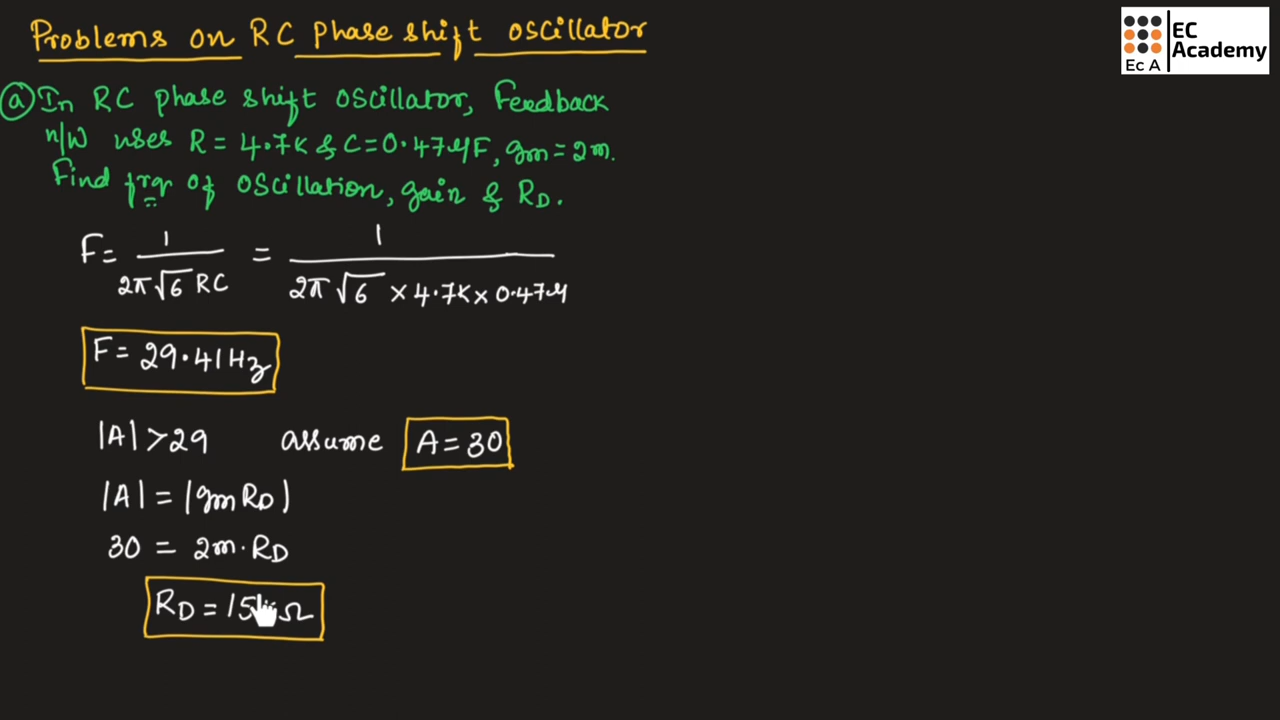 Problems on RC Phase shift oscillator
EC Academy
Ec A
(a) In RC phase shift oscillator, Feedback
n/w uses R = 4.7K & C = 0.47μF, gm = 2m.
Find frqr of oscillation, gain & RD.
F = 1 / 2π√6 RC = 1 / 2π√6 × 4.7K × 0.47μ
F = 29.41Hz
|A| > 29 assume A = 30
|A| = |gm RD|
30 = 2m · RD
RD = 15 Ω